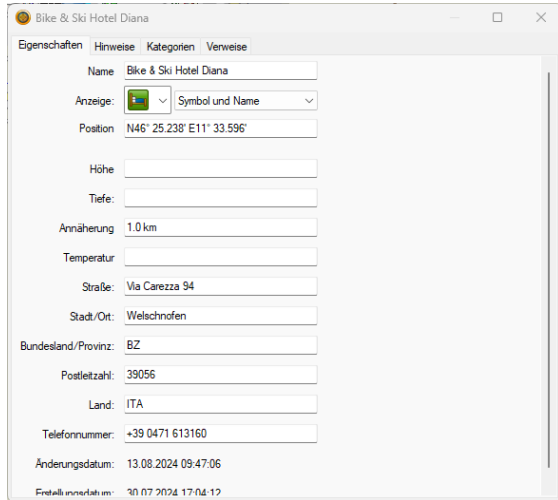 Bike & Ski Hotel Diana
Eigenschaften Hinweise Kategorien Verweise
Name Bike & Ski Hotel Diana
Anzeige: Symbol und Name
Position N46° 25.238' E11° 33.596'
Höhe
Tiefe:
Annäherung 1.0 km
Temperatur
Straße: Via Carezza 94
Stadt/Ort: Welschnofen
Bundesland/Provinz: BZ
Postleitzahl: 39056
Land: ITA
Telefonnummer: +39 0471 613160
Änderungsdatum: 13.08.2024 09:47:06
Erstellungsdatum: 30.07.2024 17:04:12